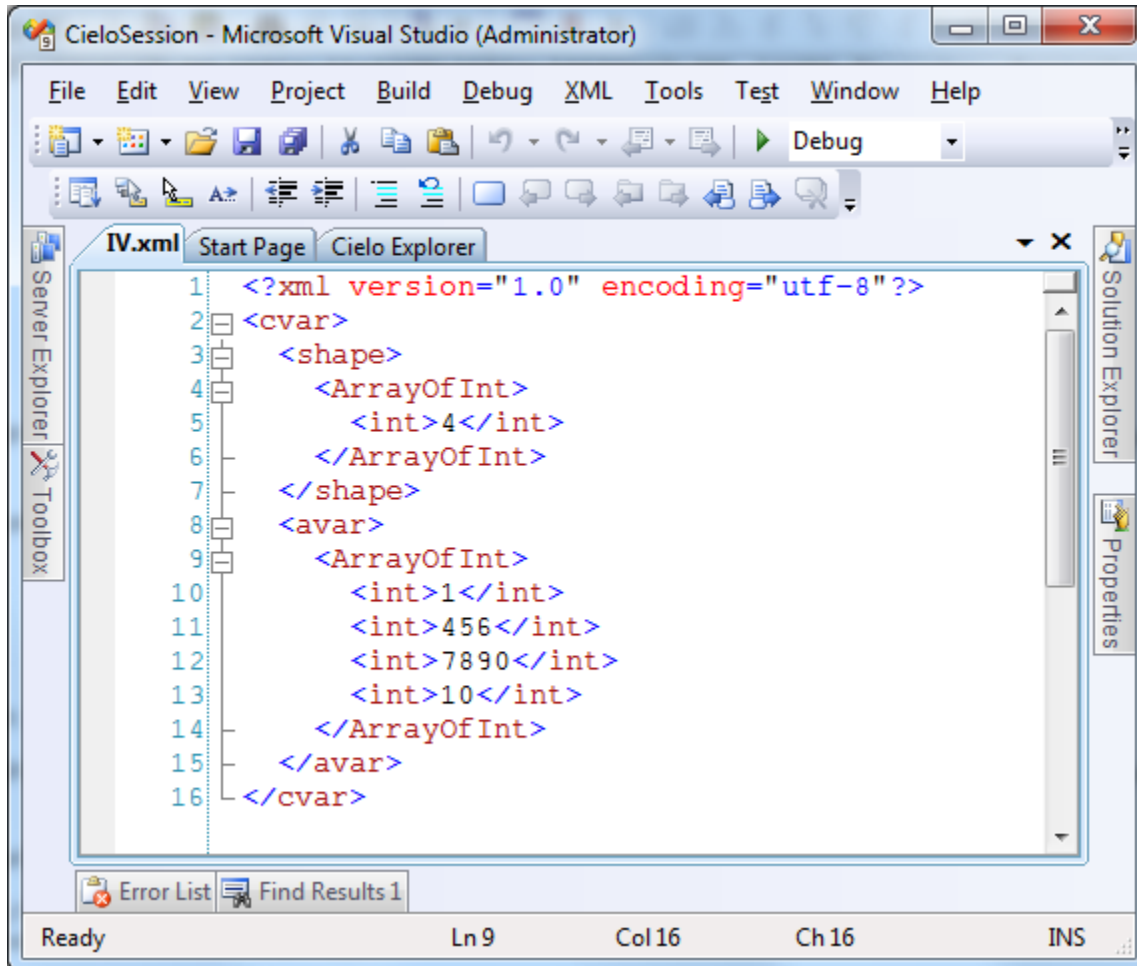 CieloSession - Microsoft Visual Studio (Administrator)
File Edit View Project Build Debug XML Tools Test Window Help
Debug
IV.xml Start Page Cielo Explorer
Server Explorer
Toolbox
1 <?xml version="1.0" encoding="utf-8"?>
2 <cvar>
3 <shape>
4 <ArrayOfInt>
5 <int>4</int>
6 </ArrayOfInt>
7 </shape>
8 <avar>
9 <ArrayOfInt>
10 <int>1</int>
11 <int>456</int>
12 <int>7890</int>
13 <int>10</int>
14 </ArrayOfInt>
15 </avar>
16 </cvar>
Solution Explorer
Properties
Error List Find Results 1
Ready Ln 9 Col 16 Ch 16 INS